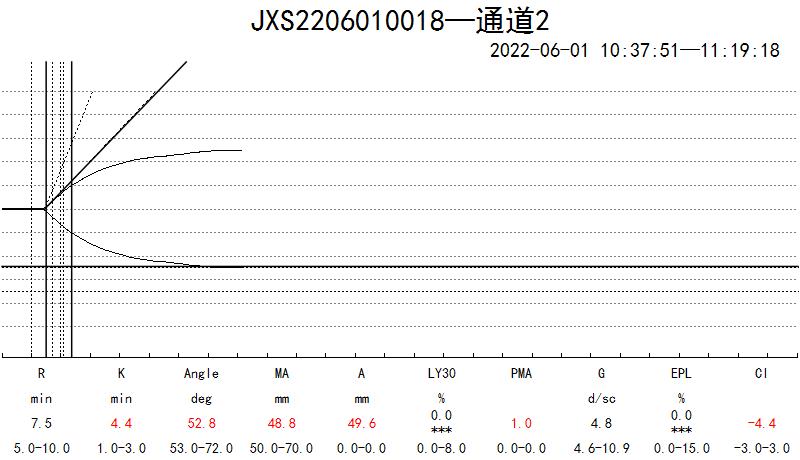 JXS2206010018—通道2
2022-06-01 10:37:51—11:19:18
R K Angle MA A LY30 PMA G EPL CI
min min deg mm mm % d/sc %
7.5 4.4 52.8 48.8 49.6 0.0 *** 1.0 4.8 0.0 *** -4.4
5.0-10.0 1.0-3.0 53.0-72.0 50.0-70.0 0.0-0.0 0.0-8.0 0.0-0.0 4.6-10.9 0.0-15.0 -3.0-3.0